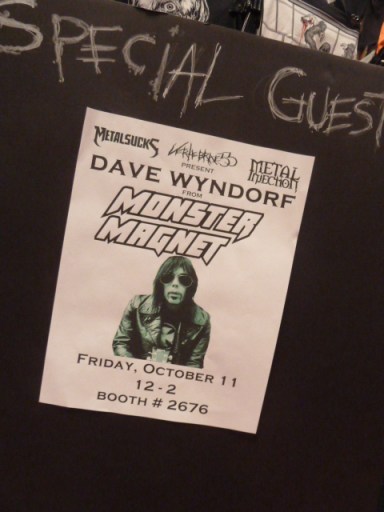 SPECIAL GUEST
METALSUCKS
METAL INJECTION
PRESENT
DAVE WYNDORF
FROM
MONSTER
MAGNET
FRIDAY, OCTOBER 11
12-2
BOOTH # 2676